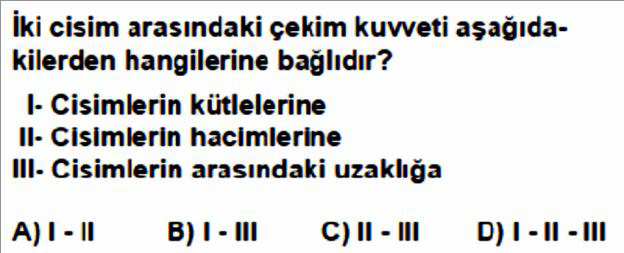 İki cisim arasındaki çekim kuvveti aşağıda-
kilerden hangilerine bağlıdır?
I- Cisimlerin kütlelerine
II- Cisimlerin hacimlerine
III- Cisimlerin arasındaki uzaklığa
A) I - II B) I - III C) II - III D) I - II - III